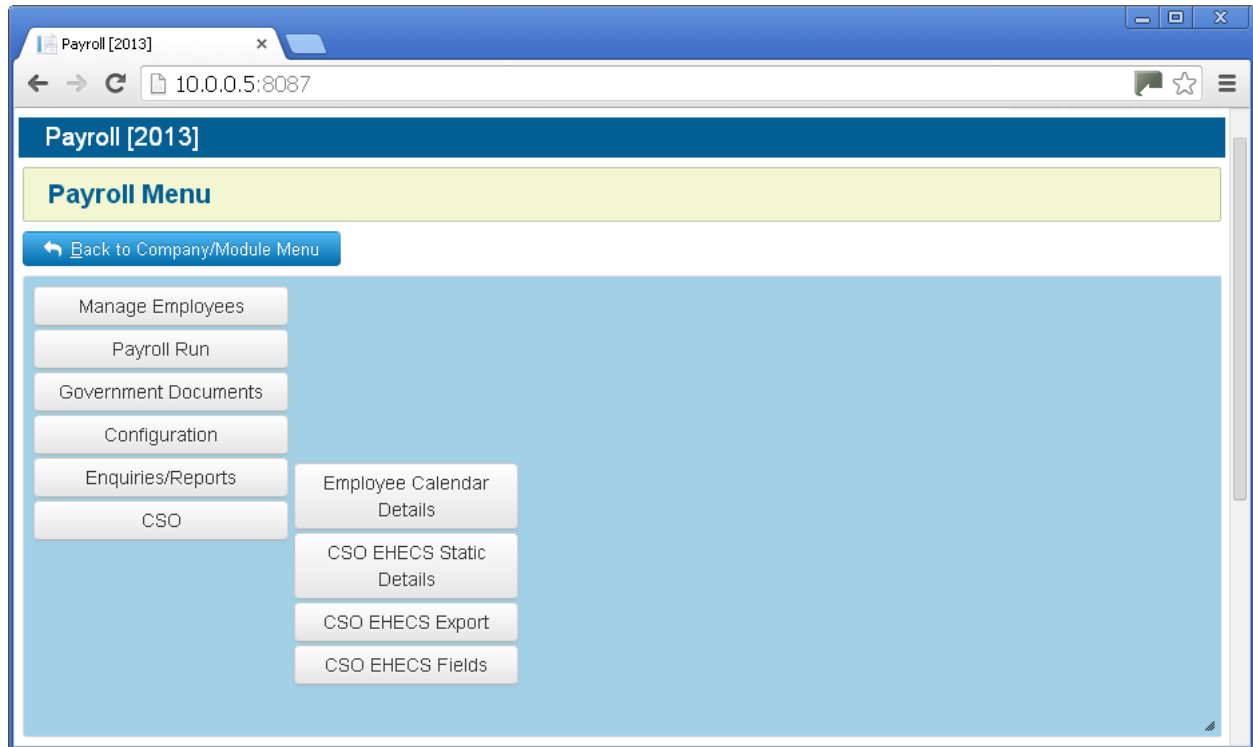 Payroll [2013]
10.0.0.5:8087
Payroll [2013]
Payroll Menu
Back to Company/Module Menu
Manage Employees
Payroll Run
Government Documents
Configuration
Enquiries/Reports
CSO
Employee Calendar
Details
CSO EHECS Static
Details
CSO EHECS Export
CSO EHECS Fields